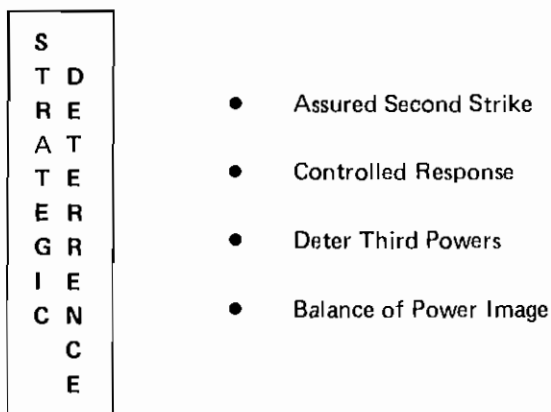 STRATEGIC
DETERRENCE
● Assured Second Strike
● Controlled Response
● Deter Third Powers
● Balance of Power Image